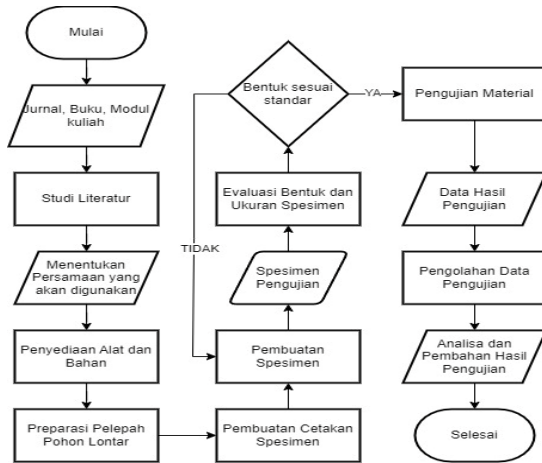 Mulai
Jurnal, Buku, Modul
kuliah
Studi Literatur
Menentukan
Persamaan yang
akan digunakan
Penyediaan Alat dan
Bahan
Preparasi Pelepah
Pohon Lontar
Pembuatan Cetakan
Spesimen
Pembuatan
Spesimen
Spesimen
Pengujian
Evaluasi Bentuk dan
Ukuran Spesimen
Bentuk sesuai
standar
TIDAK
YA
Pengujian Material
Data Hasil
Pengujian
Pengolahan Data
Pengujian
Analisa dan
Pembahan Hasil
Pengujian
Selesai